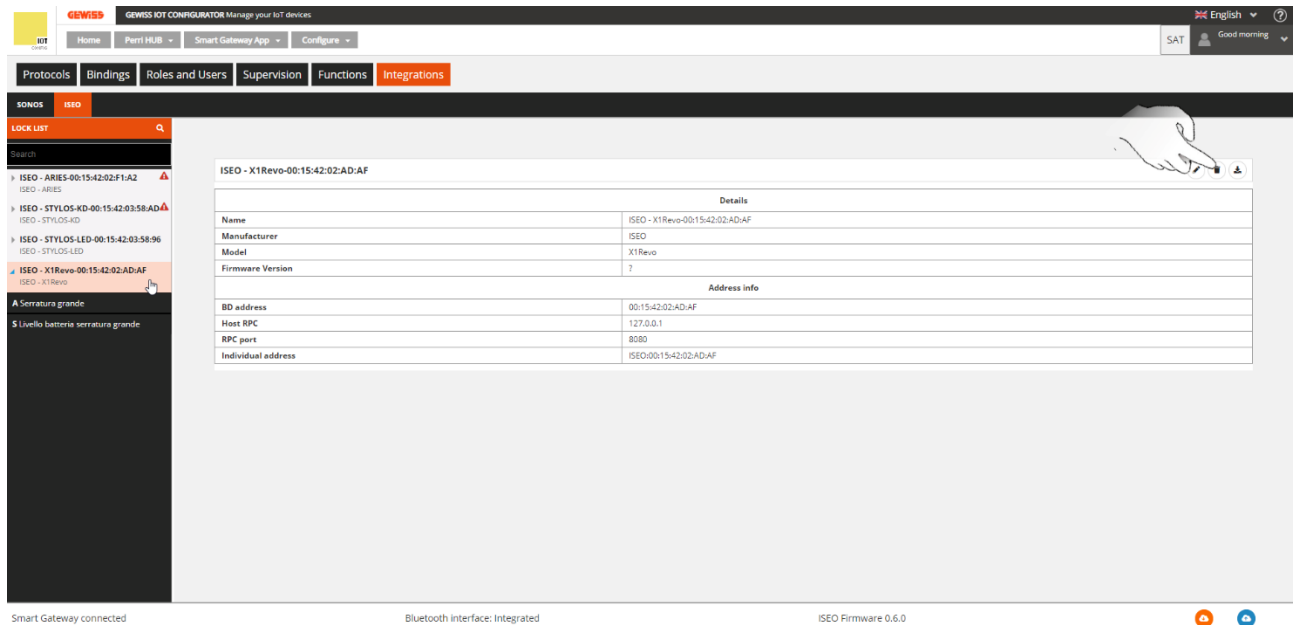 GEWISS GEWISS IOT CONFIGURATOR Manage your IoT devices English
IOT CONFIG Home Perri HUB Smart Gateway App Configure SAT Good morning
Protocols Bindings Roles and Users Supervision Functions Integrations
SONOS ISEO
LOCK LIST
Search
ISEO - ARIES-00:15:42:02:F1:A2
ISEO - ARIES
ISEO - STYLOS-KD-00:15:42:03:58:AD
ISEO - STYLOS-KD
ISEO - STYLOS-LED-00:15:42:03:58:96
ISEO - STYLOS-LED
ISEO - X1Revo-00:15:42:02:AD:AF
ISEO - X1Revo
A Serratura grande
S Livello batteria serratura grande
ISEO - X1Revo-00:15:42:02:AD:AF
Details
Name ISEO - X1Revo-00:15:42:02:AD:AF
Manufacturer ISEO
Model X1Revo
Firmware Version ?
Address info
BD address 00:15:42:02:AD:AF
Host RPC 127.0.0.1
RPC port 8080
Individual address ISEO:00:15:42:02:AD:AF
Smart Gateway connected Bluetooth interface: Integrated ISEO Firmware 0.6.0